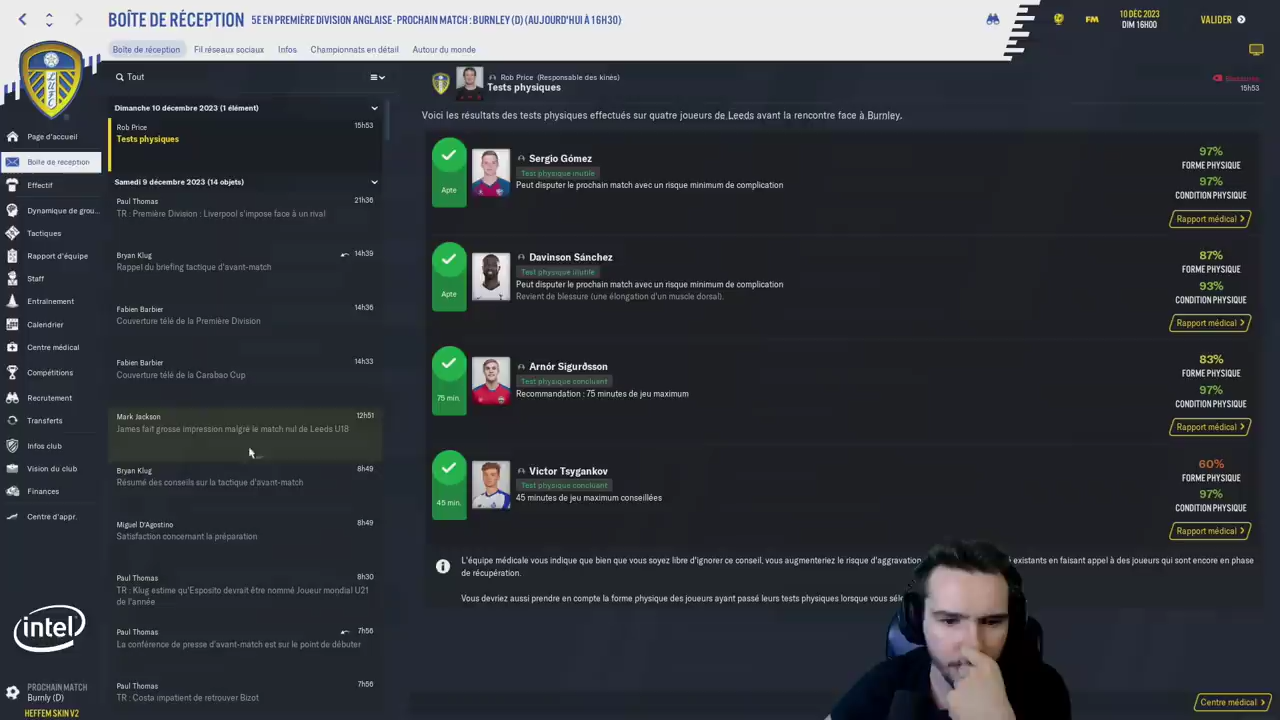 BOÎTE DE RÉCEPTION
5E EN PREMIÈRE DIVISION ANGLAISE - PROCHAIN MATCH : BURNLEY (D) (AUJOURD'HUI À 16H30)
FM
10 DÉC 2023
DIM 16H00
VALIDER
Boîte de réception
Fil réseaux sociaux
Infos
Championnats en détail
Autour du monde
Page d'accueil
Boîte de réception
Effectif
Dynamique de grou...
Tactiques
Rapport d'équipe
Staff
Entraînement
Calendrier
Centre médical
Compétitions
Recrutement
Transferts
Infos club
Vision du club
Finances
Centre d'appr.
intel
PROCHAIN MATCH
Burnly (D)
HEFFEM SKIN V2
Tout
Dimanche 10 décembre 2023 (1 élément)
Rob Price 15h53
Tests physiques
Samedi 9 décembre 2023 (14 objets)
Paul Thomas 21h36
TR : Première Division : Liverpool s'impose face à un rival
Bryan Klug 14h39
Rappel du briefing tactique d'avant-match
Fabien Barbier 14h36
Couverture télé de la Première Division
Fabien Barbier 14h33
Couverture télé de la Carabao Cup
Mark Jackson 12h51
James fait grosse impression malgré le match nul de Leeds U18
Bryan Klug 8h49
Résumé des conseils sur la tactique d'avant-match
Miguel D'Agostino 8h49
Satisfaction concernant la préparation
Paul Thomas 8h30
TR : Klug estime qu'Esposito devrait être nommé Joueur mondial U21
de l'année
Paul Thomas 7h56
La conférence de presse d'avant-match est sur le point de débuter
Paul Thomas 7h56
TR : Costa impatient de retrouver Bizot
Rob Price (Responsable des kinés)
Tests physiques
Blessures
15h53
Voici les résultats des tests physiques effectués sur quatre joueurs de Leeds avant la rencontre face à Burnley.
Apte
Sergio Gómez
Test physique inutile
Peut disputer le prochain match avec un risque minimum de complication
97%
FORME PHYSIQUE
97%
CONDITION PHYSIQUE
Rapport médical
Apte
Davinson Sánchez
Test physique inutile
Peut disputer le prochain match avec un risque minimum de complication
Revient de blessure (une élongation d'un muscle dorsal).
87%
FORME PHYSIQUE
93%
CONDITION PHYSIQUE
Rapport médical
75 min.
Arnór Sigurðsson
Test physique concluant
Recommandation : 75 minutes de jeu maximum
83%
FORME PHYSIQUE
97%
CONDITION PHYSIQUE
Rapport médical
45 min.
Victor Tsygankov
Test physique concluant
45 minutes de jeu maximum conseillées
60%
FORME PHYSIQUE
97%
CONDITION PHYSIQUE
Rapport médical
L'équipe médicale vous indique que bien que vous soyez libre d'ignorer ce conseil, vous augmenteriez le risque d'aggravation existants en faisant appel à des joueurs qui sont encore en phase
de récupération.
Vous devriez aussi prendre en compte la forme physique des joueurs ayant passé leurs tests physiques lorsque vous
Centre médical